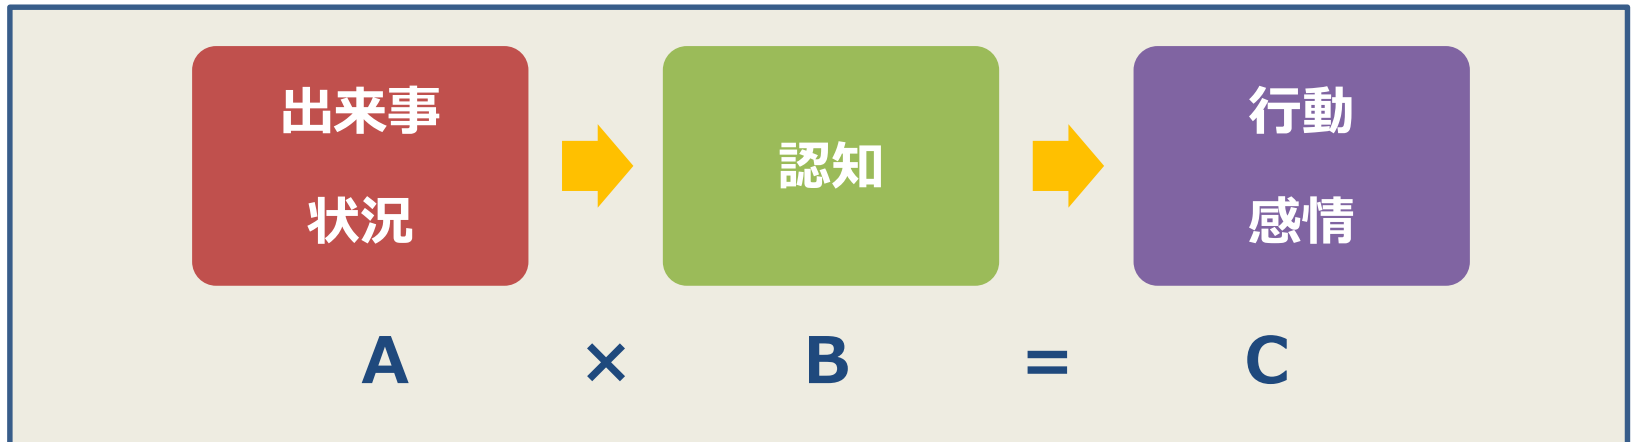 出来事
状況
認知
行動
感情
A × B = C